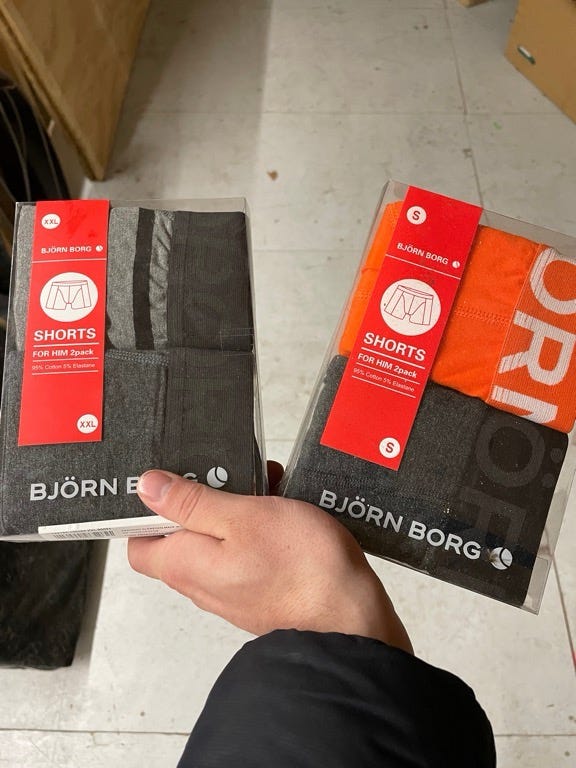 XXL
BJÖRN BORG
SHORTS
FOR HIM 2pack
95% Cotton 5% Elastane
XXL
BJÖRN BORG
S
BJÖRN BORG
SHORTS
FOR HIM 2pack
95% Cotton 5% Elastane
S
ORN
BJÖRN BORG